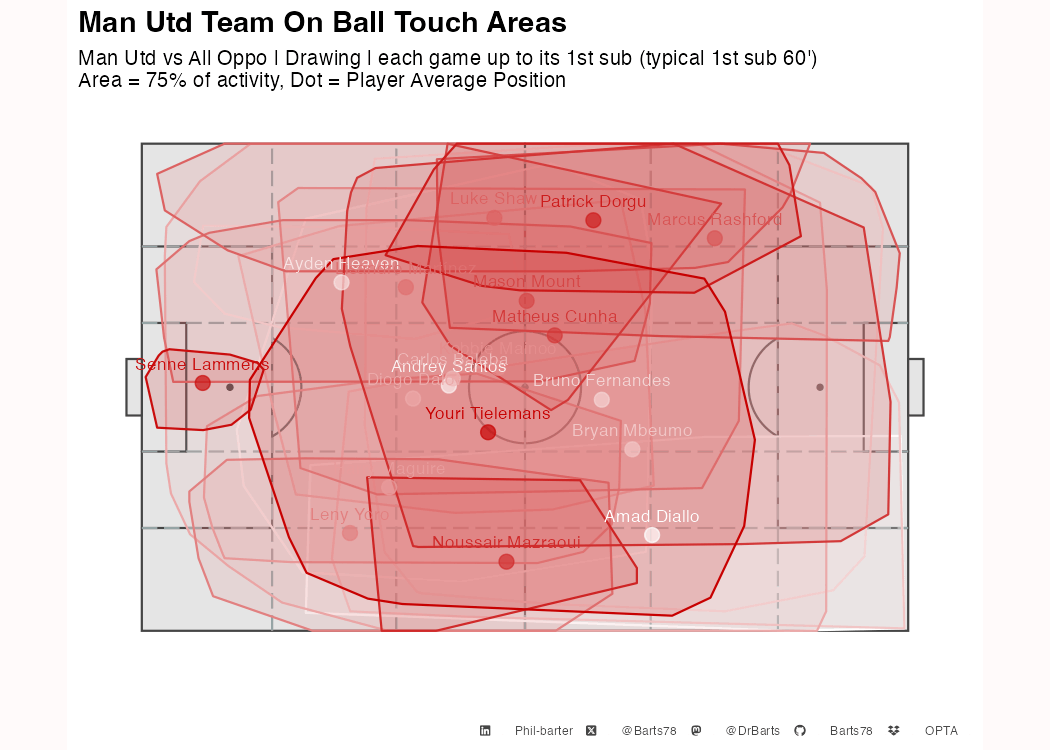 Man Utd Team On Ball Touch Areas
Man Utd vs All Oppo | Drawing | each game up to its 1st sub (typical 1st sub 60')
Area = 75% of activity, Dot = Player Average Position
Luke Shaw
Patrick Dorgu
Marcus Rashford
Ayden Heaven
Mason Mount
Matheus Cunha
Carlos Baleba
Senne Lammens
Andrey Santos
Diogo
Bruno Fernandes
Youri Tielemans
Bryan Mbeumo
Maguire
Leny Yoro
Amad Diallo
Noussair Mazraoui
Phil-barter @Barts78 @DrBarts Barts78 OPTA